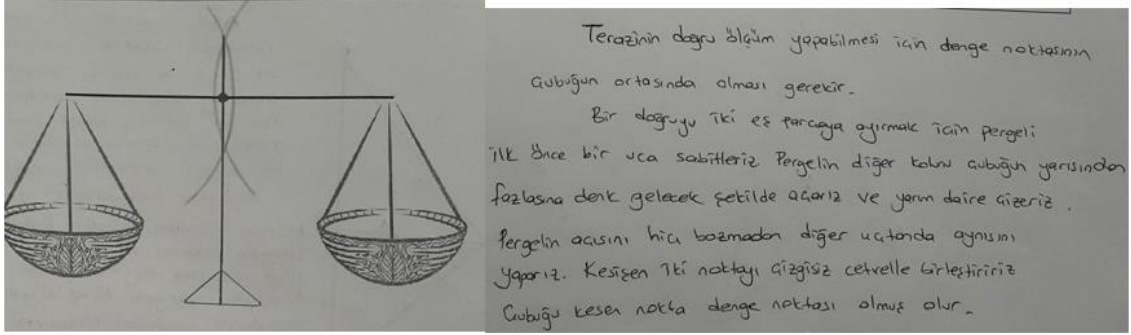 Terazinin doğru ölçüm yapabilmesi için denge noktasının
çubuğun ortasında olması gerekir.
Bir doğruyu iki eş parçaya ayırmak için pergeli
ilk önce bir uca sabitleriz. Pergelin diğer kolunu çubuğun yarısından
fazlasına denk gelecek şekilde açarız ve yarım daire çizeriz.
Pergelin açısını hiç bozmadan diğer uçtanda aynısını
yaparız. Kesişen iki noktayı çizgisiz cetvelle birleştiririz
Çubuğu kesen nokta denge noktası olmuş olur.